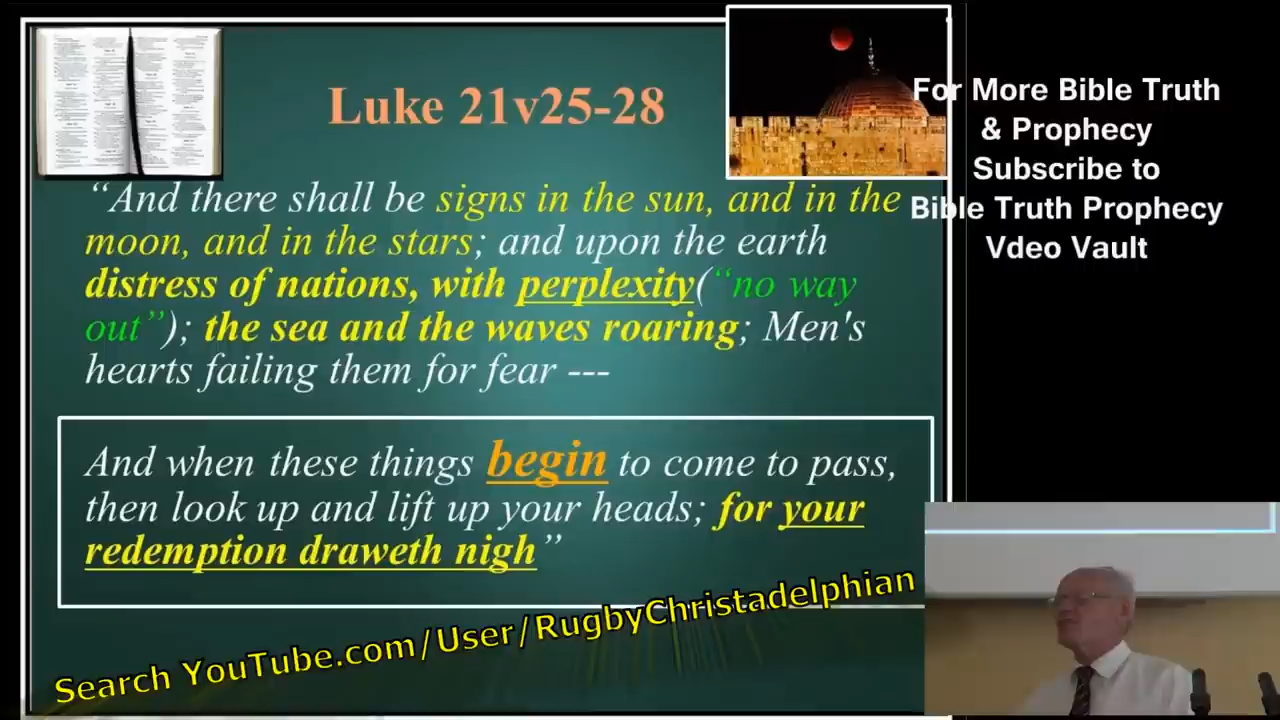 Luke 21v25-28
“And there shall be signs in the sun, and in the
moon, and in the stars; and upon the earth
distress of nations, with perplexity(“no way
out”); the sea and the waves roaring; Men's
hearts failing them for fear ---
And when these things begin to come to pass,
then look up and lift up your heads; for your
redemption draweth nigh”
Search YouTube.com/User/RugbyChristadelphian
For More Bible Truth
& Prophecy
Subscribe to
Bible Truth Prophecy
Vdeo Vault